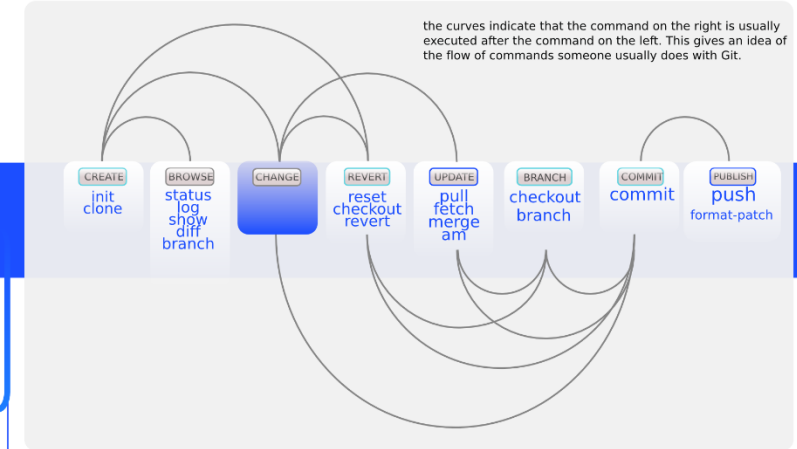 the curves indicate that the command on the right is usually
executed after the command on the left. This gives an idea of
the flow of commands someone usually does with Git.
CREATE
init
clone
BROWSE
status
log
show
diff
branch
CHANGE
REVERT
reset
checkout
revert
UPDATE
pull
fetch
merge
am
BRANCH
checkout
branch
COMMIT
commit
PUBLISH
push
format-patch